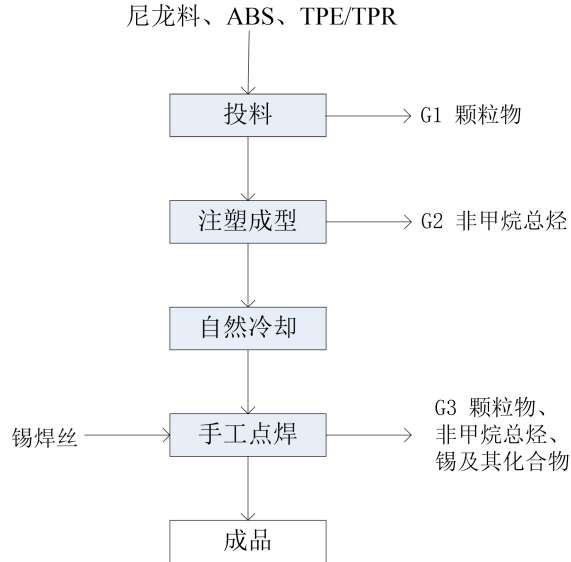 尼龙料、ABS、TPE/TPR
投料
G1 颗粒物
注塑成型
G2 非甲烷总烃
自然冷却
锡焊丝
手工点焊
G3 颗粒物、
非甲烷总烃、
锡及其化合物
成品